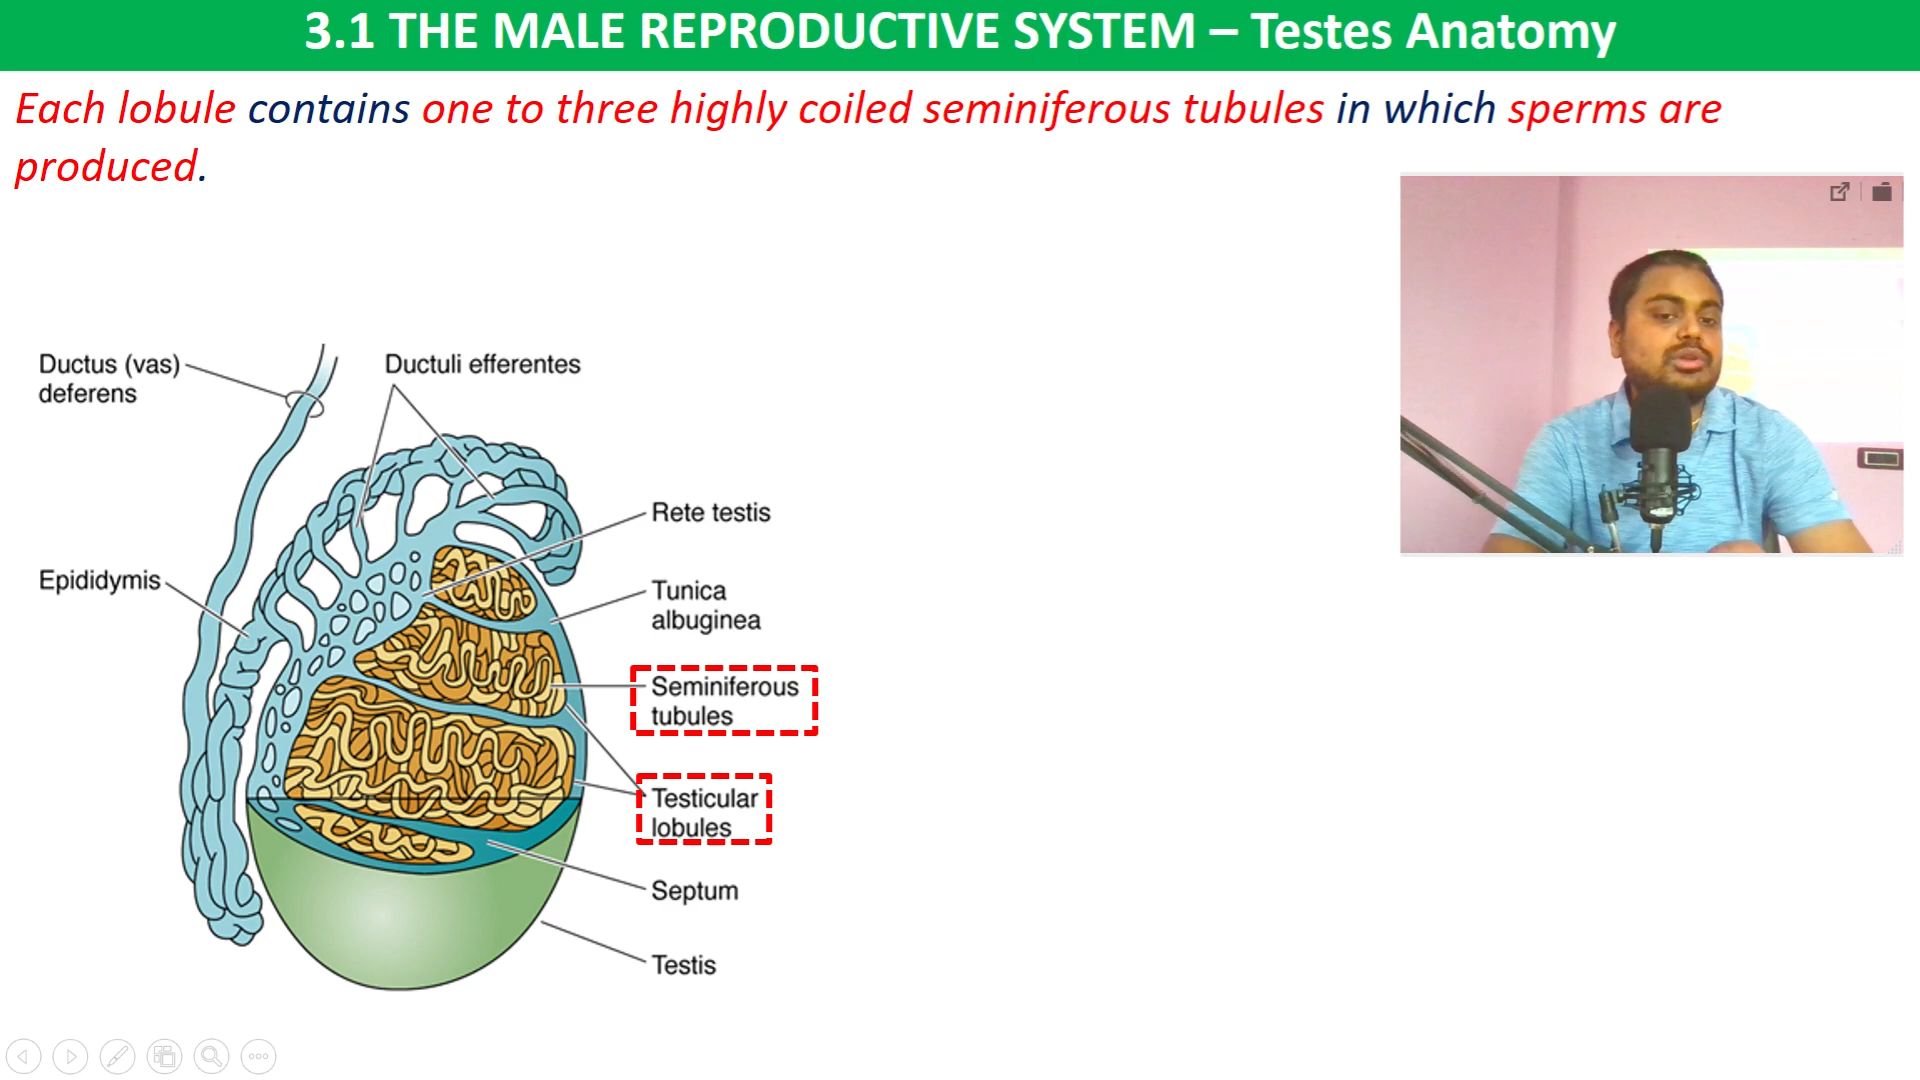 3.1 THE MALE REPRODUCTIVE SYSTEM – Testes Anatomy
Each lobule contains one to three highly coiled seminiferous tubules in which sperms are
produced.
Ductus (vas)
deferens
Ductuli efferentes
Rete testis
Epididymis
Tunica
albuginea
Seminiferous
tubules
Testicular
lobules
Septum
Testis